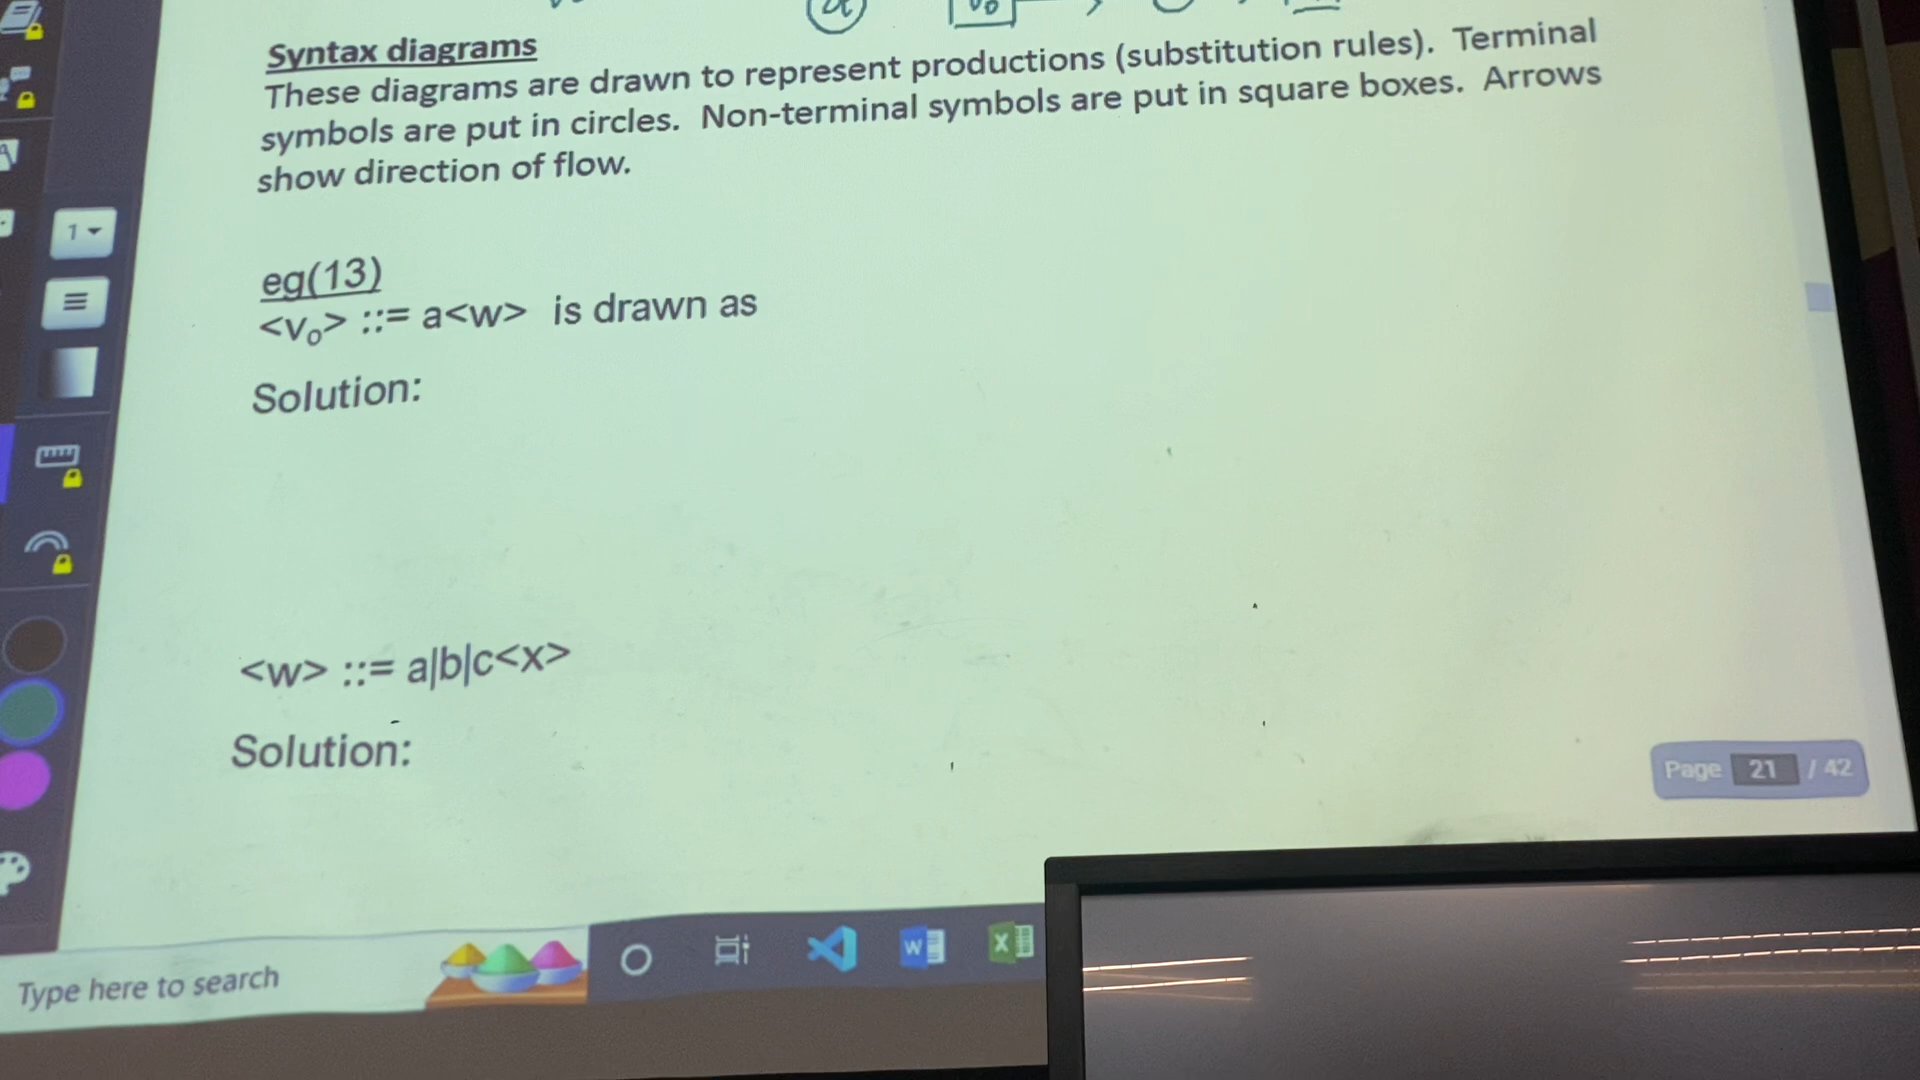 Syntax diagrams
These diagrams are drawn to represent productions (substitution rules). Terminal
symbols are put in circles. Non-terminal symbols are put in square boxes. Arrows
show direction of flow.
1
eg(13)
<v₀> ::= a<w> is drawn as
Solution:
<w> ::= a|b|c<x>
Solution:
Page 21 / 42
Type here to search